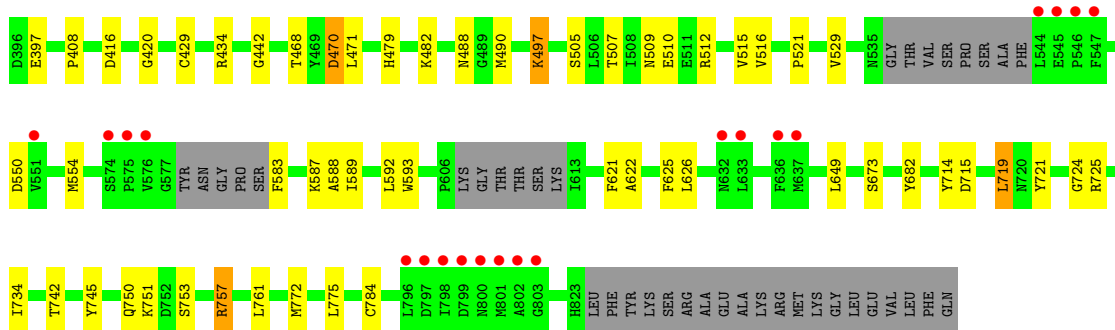 D396 E397 P408 D416 G420 C429 R434 G442 T468 Y469 D470 L471 H479 K482 N488 G489 M490 K497 S505 L506 T507 I508 N509 E510 E511 R512 V515 V516 P521 V529 N535 GLY THR VAL SER PRO SER ALA PHE L544 E545 P546 F547
D550 V551 M554 S574 P575 V576 G577 TYR ASN GLY PRO SER F583 K587 A588 I589 L592 W593 P606 LYS GLY THR THR SER LYS I613 F621 A622 F625 L626 N632 L633 F636 M637 L649 S673 Y682 Y714 D715 L719 N720 Y721 G724 R725
I734 T742 Y745 Q750 K751 D752 S753 R757 L761 M772 L775 C784 L796 D797 I798 D799 N800 M801 A802 G803 H823 LEU PHE TYR LYS SER ARG ALA GLU ALA LYS ARG MET LYS GLY LEU GLU VAL LEU PHE GLN